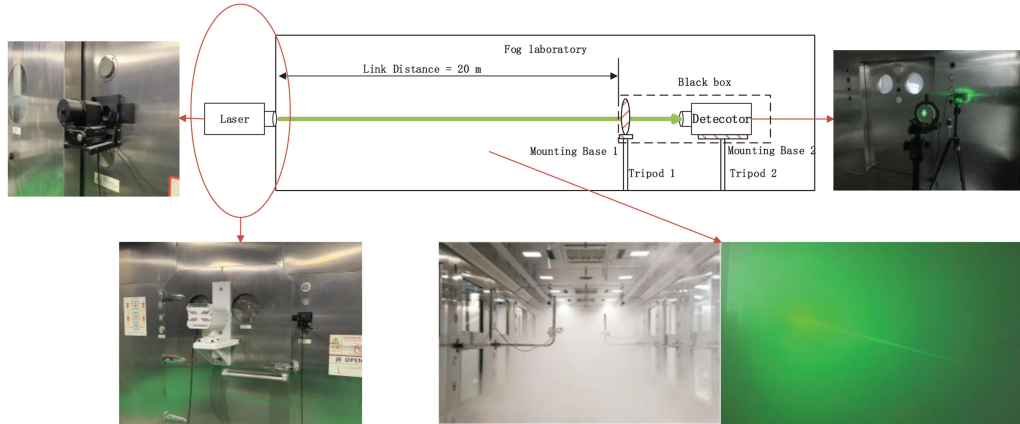 Fog laboratory
Link Distance = 20 m
Black box
Laser
Detecotor
Mounting Base 1
Mounting Base 2
Tripod 1
Tripod 2
OPEN